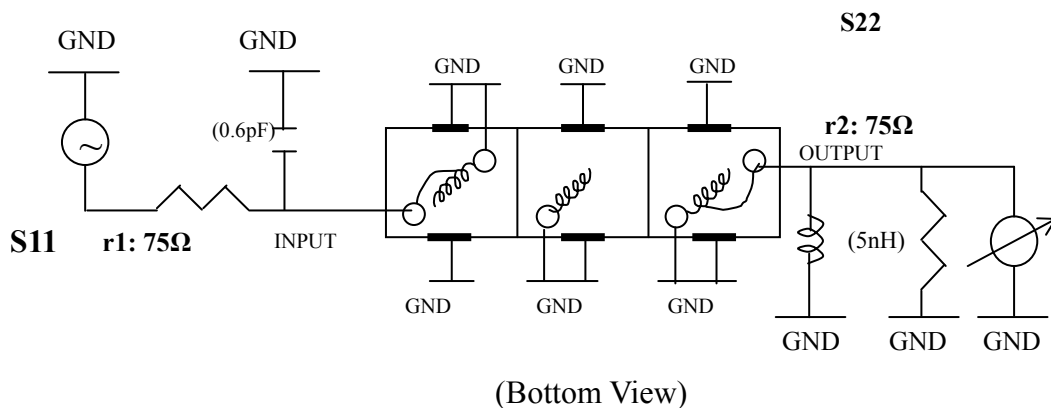 S22
GND
GND
GND
GND
GND
(0.6pF)
r2: 75Ω
OUTPUT
S11
r1: 75Ω
INPUT
(5nH)
GND
GND
GND
GND
GND
GND
(Bottom View)